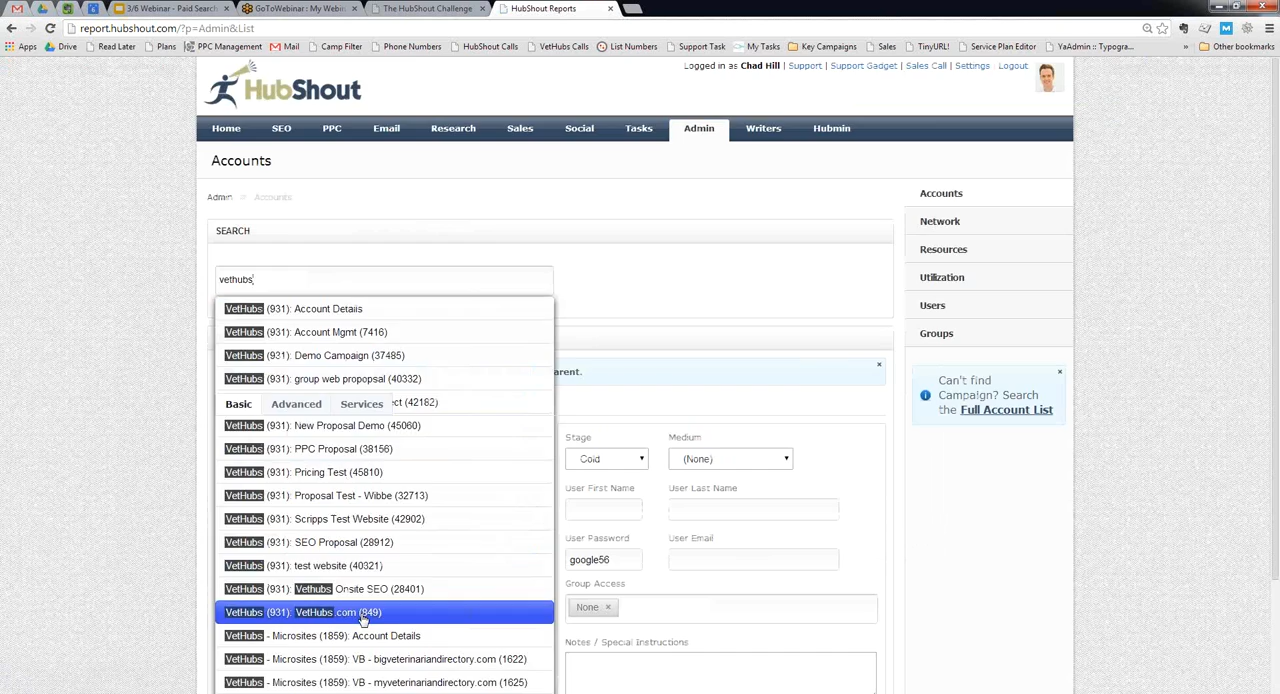 3/6 Webinar - Paid Search
GoToWebinar : My Webi
The HubShout Challenge
HubShout Reports
report.hubshout.com/?p=Admin&List
Apps Drive Read Later Plans PPC Management Mail Camp Filter Phone Numbers HubShout Calls VetHubs Calls List Numbers Support Task My Tasks Key Campaigns Sales TinyURL! Service Plan Editor YaAdmin :: Typogra... » Other bookmarks
Logged in as Chad Hill | Support | Support Gadget | Sales Call | Settings | Logout
HubShout
Home SEO PPC Email Research Sales Social Tasks Admin Writers Hubmin
Accounts
Admin » Accounts
SEARCH
vethubs
VetHubs (931): Account Details
VetHubs (931): Account Mgmt (7416)
VetHubs (931): Demo Campaign (37485)
VetHubs (931): group web propopsal (40332)
Basic Advanced Services
ect (42182)
VetHubs (931): New Proposal Demo (45060)
VetHubs (931): PPC Proposal (38156)
VetHubs (931): Pricing Test (45810)
VetHubs (931): Proposal Test - Wibbe (32713)
VetHubs (931): Scripps Test Website (42902)
VetHubs (931): SEO Proposal (28912)
VetHubs (931): test website (40321)
VetHubs (931): Vethubs Onsite SEO (28401)
VetHubs (931): VetHubs.com (849)
VetHubs - Microsites (1859): Account Details
VetHubs - Microsites (1859): VB - bigveterinariandirectory.com (1622)
VetHubs - Microsites (1859): VB - myveterinariandirectory.com (1625)
arent.
×
Stage Medium
Cold (None)
User First Name User Last Name
User Password User Email
google56
Group Access
None ×
Notes / Special Instructions
Accounts
Network
Resources
Utilization
Users
Groups
×
Can't find
Campaign? Search
the Full Account List